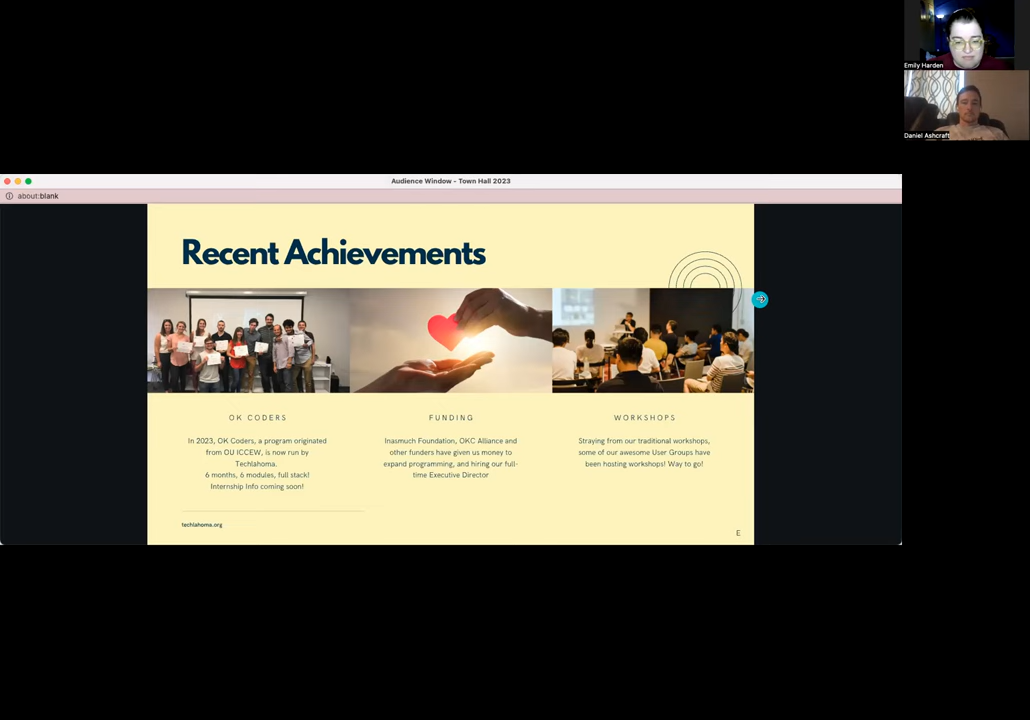 Emily Harden
Daniel Ashcraft
Audience Window - Town Hall 2023
about:blank
Recent Achievements
OK CODERS
In 2023, OK Coders, a program originated
from OU ICCEW, is now run by
Techlahoma.
6 months, 6 modules, full stack!
Internship Info coming soon!
FUNDING
Inasmuch Foundation, OKC Alliance and
other funders have given us money to
expand programming, and hiring our full-
time Executive Director
WORKSHOPS
Straying from our traditional workshops,
some of our awesome User Groups have
been hosting workshops! Way to go!
techlahoma.org
E